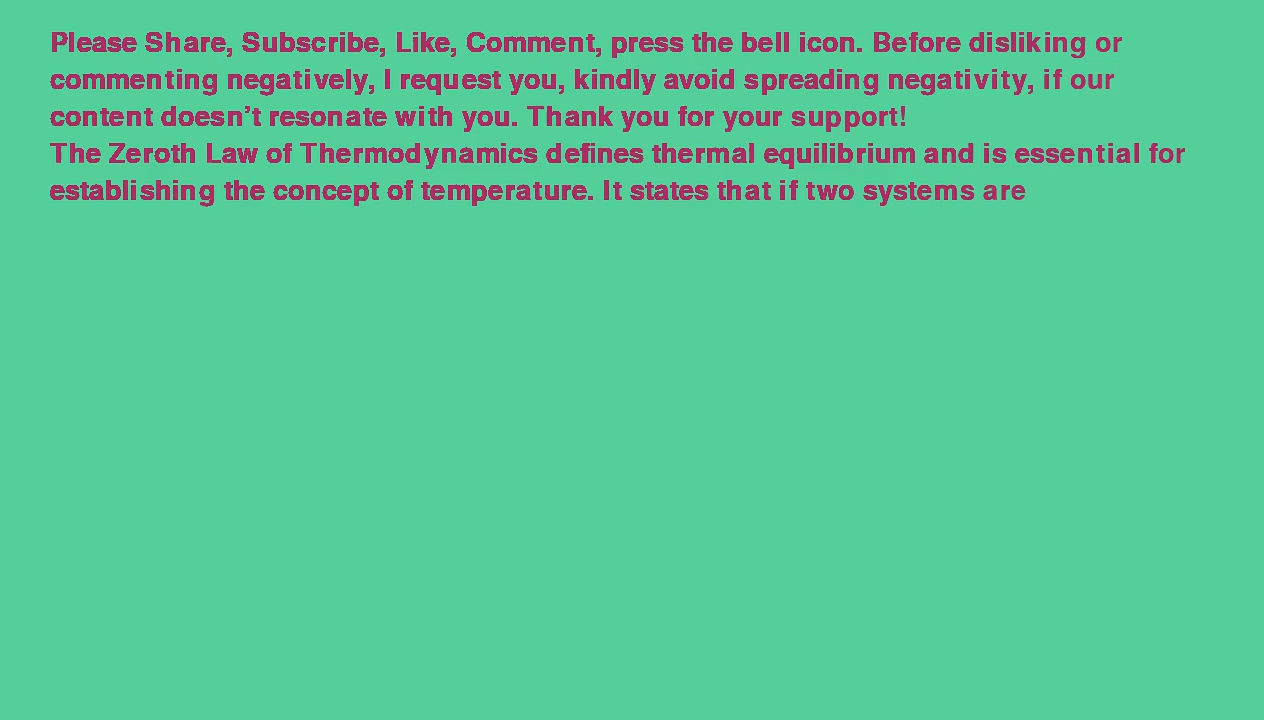 Please Share, Subscribe, Like, Comment, press the bell icon. Before disliking or
commenting negatively, I request you, kindly avoid spreading negativity, if our
content doesn’t resonate with you. Thank you for your support!
The Zeroth Law of Thermodynamics defines thermal equilibrium and is essential for
establishing the concept of temperature. It states that if two systems are